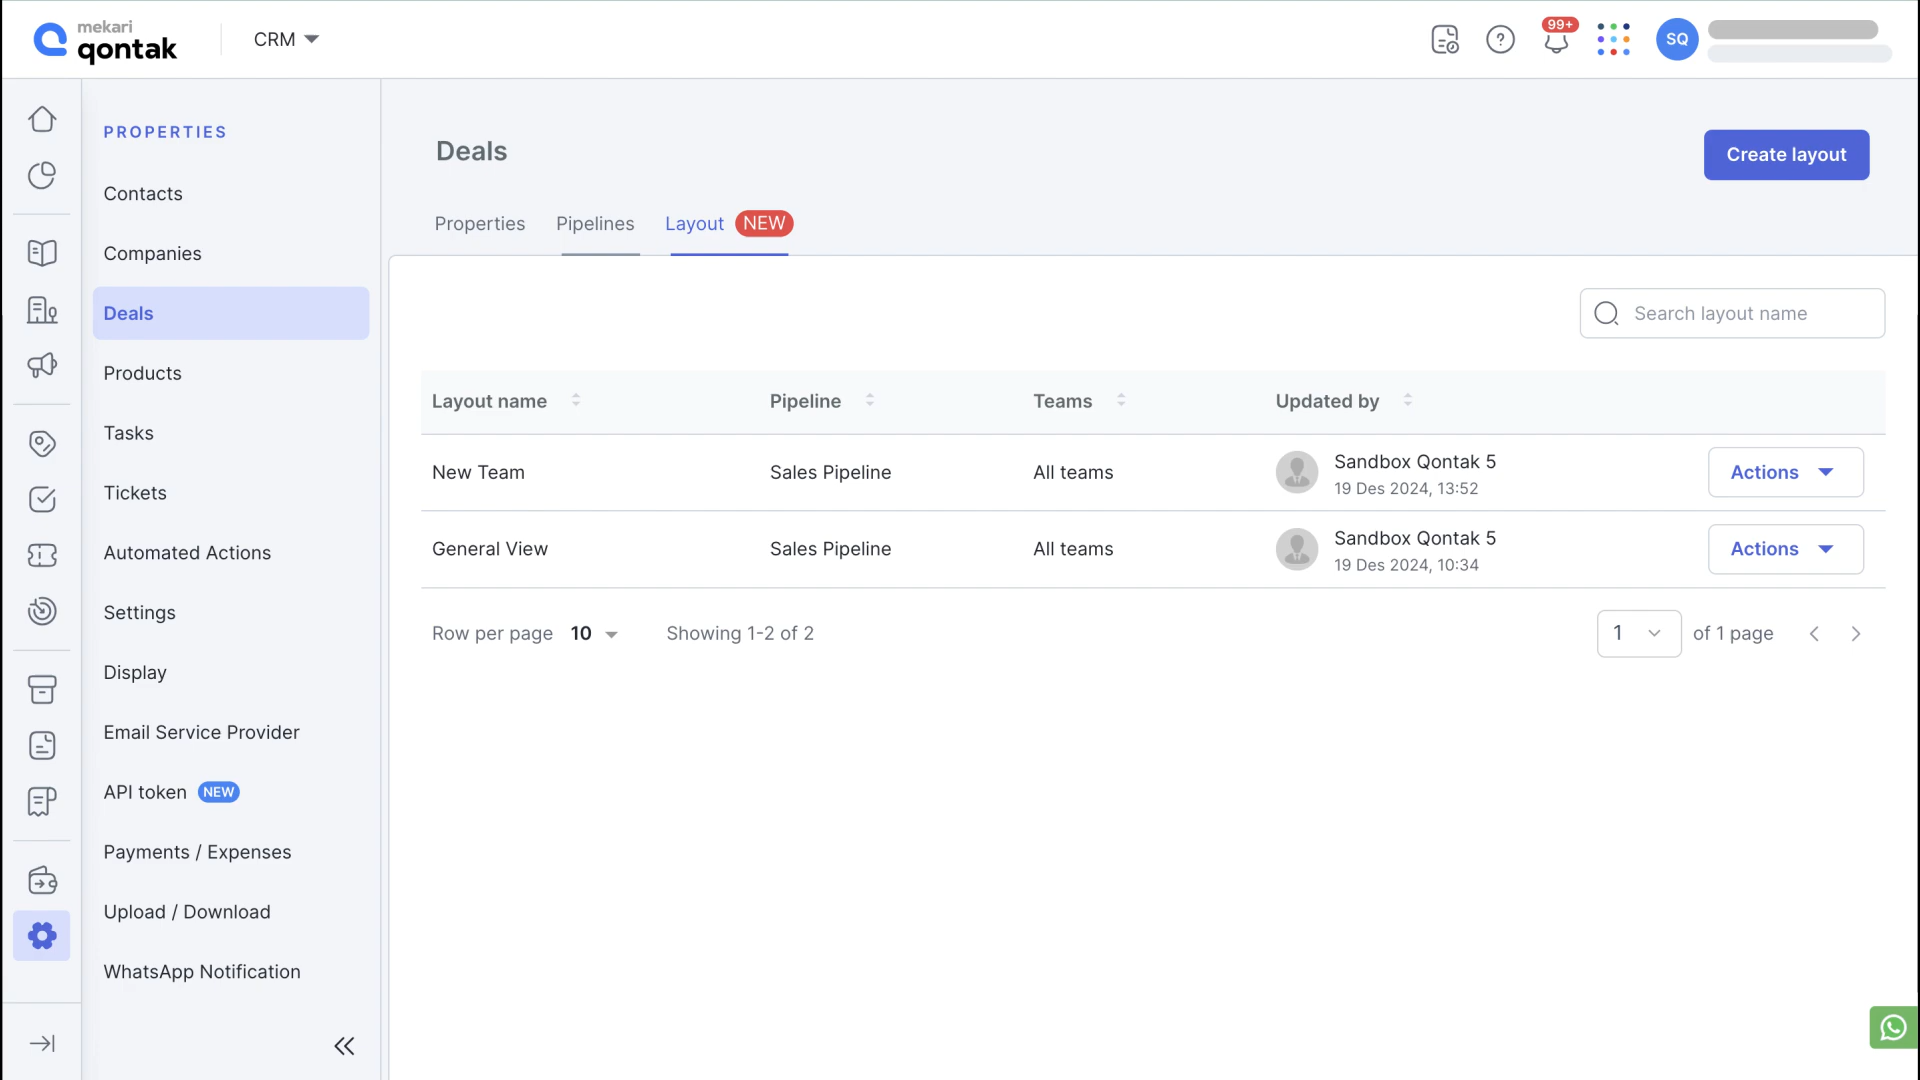 mekari
qontak
CRM
99+
SQ
PROPERTIES
Contacts
Companies
Deals
Products
Tasks
Tickets
Automated Actions
Settings
Display
Email Service Provider
API token NEW
Payments / Expenses
Upload / Download
WhatsApp Notification
Deals
Create layout
Properties Pipelines Layout NEW
Search layout name
Layout name Pipeline Teams Updated by
New Team Sales Pipeline All teams Sandbox Qontak 5 Actions
19 Des 2024, 13:52
General View Sales Pipeline All teams Sandbox Qontak 5 Actions
19 Des 2024, 10:34
Row per page 10 Showing 1-2 of 2 1 of 1 page